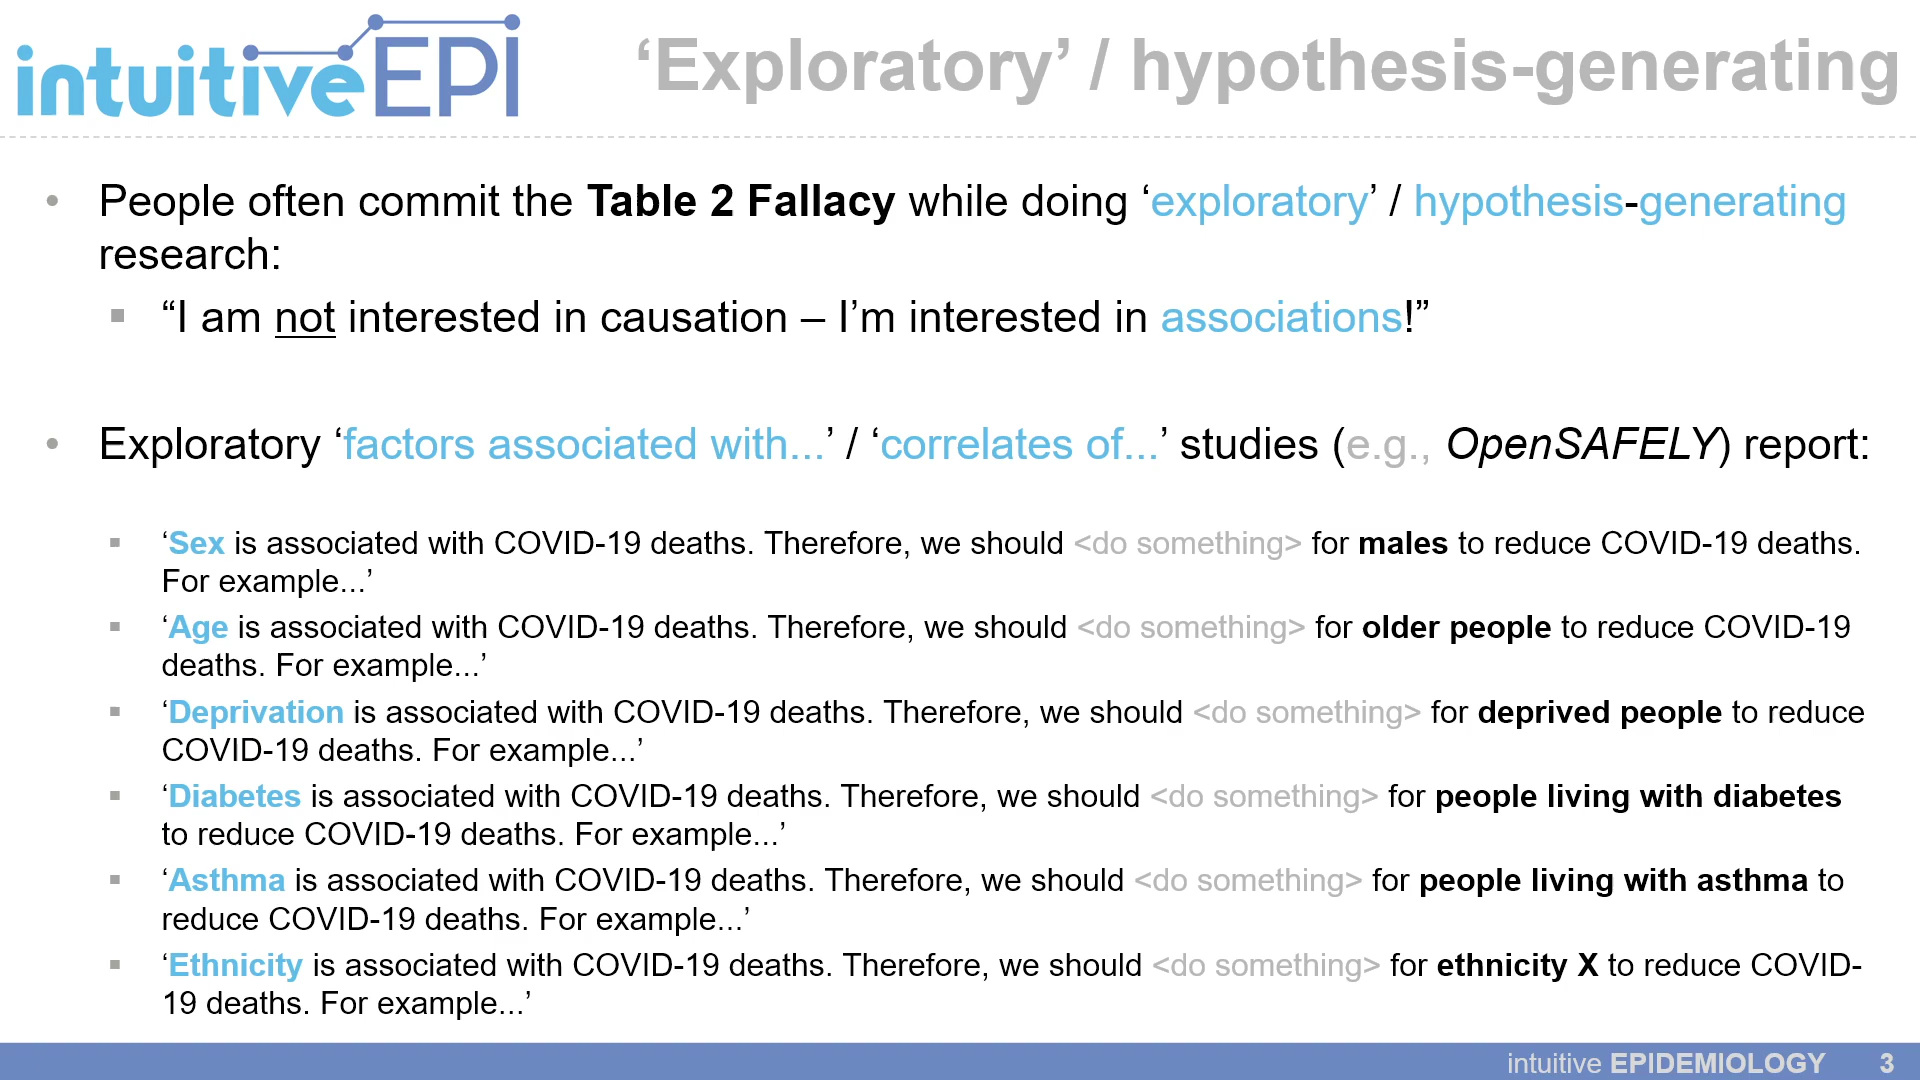 intuitiveEPI
‘Exploratory’ / hypothesis-generating
• People often commit the Table 2 Fallacy while doing ‘exploratory’ / hypothesis-generating
research:
▪ “I am not interested in causation – I’m interested in associations!”
• Exploratory ‘factors associated with...’ / ‘correlates of...’ studies (e.g., OpenSAFELY) report:
▪ ‘Sex is associated with COVID-19 deaths. Therefore, we should <do something> for males to reduce COVID-19 deaths.
For example...’
▪ ‘Age is associated with COVID-19 deaths. Therefore, we should <do something> for older people to reduce COVID-19
deaths. For example...’
▪ ‘Deprivation is associated with COVID-19 deaths. Therefore, we should <do something> for deprived people to reduce
COVID-19 deaths. For example...’
▪ ‘Diabetes is associated with COVID-19 deaths. Therefore, we should <do something> for people living with diabetes
to reduce COVID-19 deaths. For example...’
▪ ‘Asthma is associated with COVID-19 deaths. Therefore, we should <do something> for people living with asthma to
reduce COVID-19 deaths. For example...’
▪ ‘Ethnicity is associated with COVID-19 deaths. Therefore, we should <do something> for ethnicity X to reduce COVID-
19 deaths. For example...’
intuitive EPIDEMIOLOGY 3